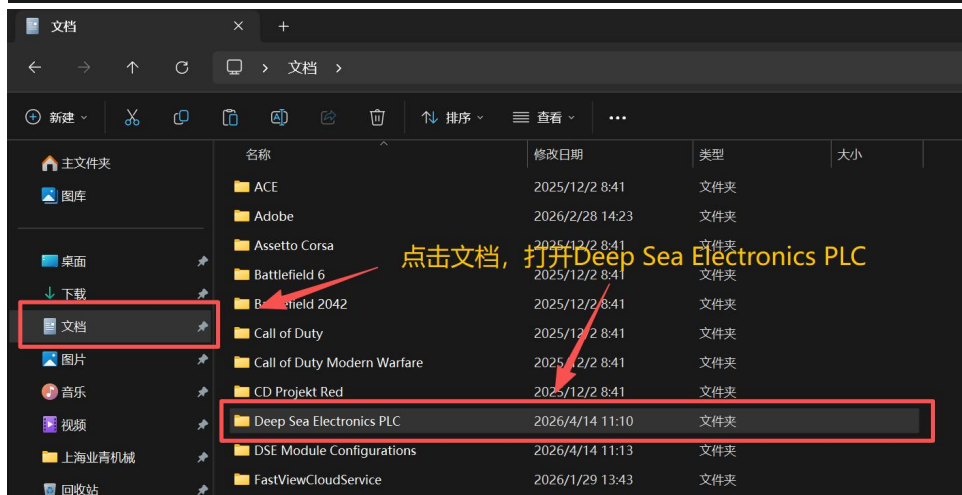 文档
文档
新建
排序
查看
名称 修改日期 类型 大小
主文件夹
图库
桌面
下载
文档
图片
音乐
视频
上海业青机械
回收站
ACE 2025/12/2 8:41 文件夹
Adobe 2026/2/28 14:23 文件夹
Assetto Corsa 2025/12/2 8:41 文件夹
点击文档，打开Deep Sea Electronics PLC
Battlefield 6 2025/12/2 8:41 文件夹
Battlefield 2042 2025/12/2 8:41 文件夹
Call of Duty 2025/12/2 8:41 文件夹
Call of Duty Modern Warfare 2025/12/2 8:41 文件夹
CD Projekt Red 2025/12/2 8:41 文件夹
Deep Sea Electronics PLC 2026/4/14 11:10 文件夹
DSE Module Configurations 2026/4/14 11:13 文件夹
FastViewCloudService 2026/1/29 13:43 文件夹